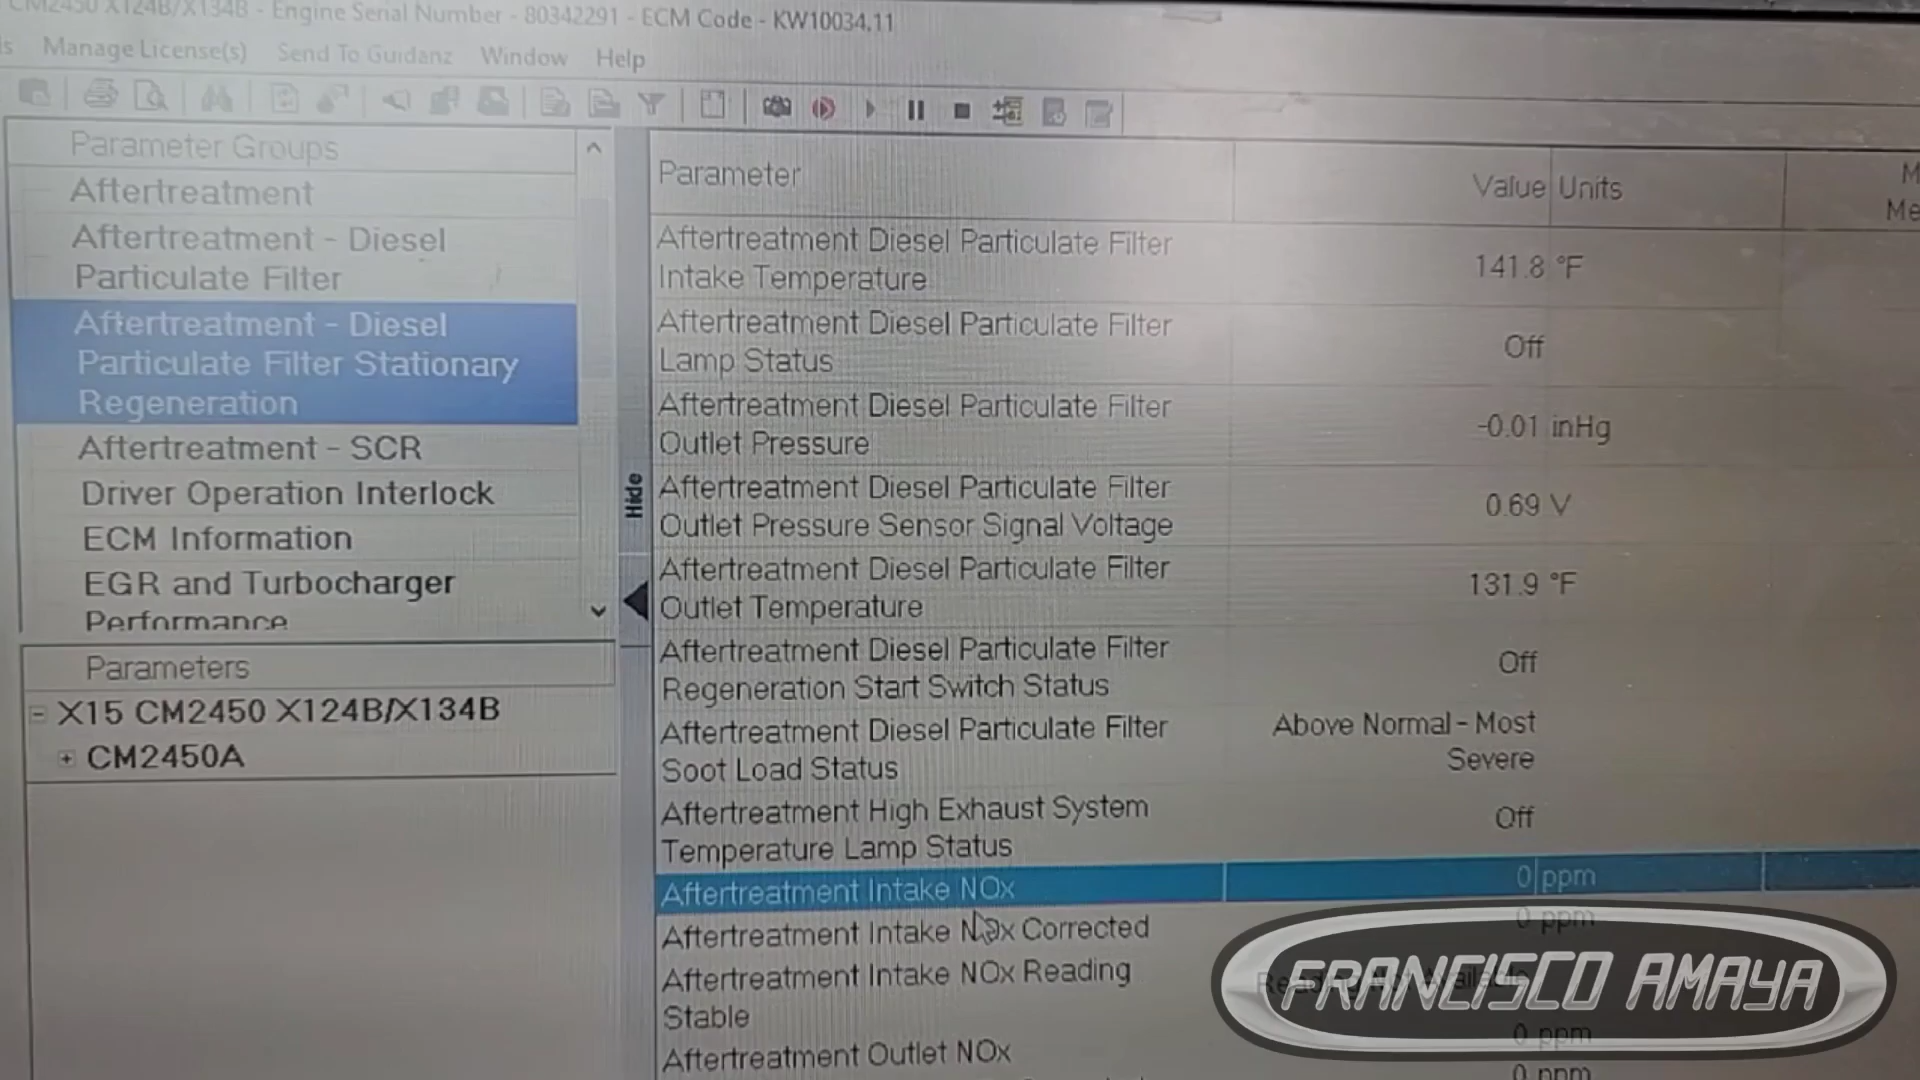 CM2450 X124B/X134B - Engine Serial Number - 80342291 - ECM Code - KW10034.11
Manage License(s) Send To Guidanz Window Help
Parameter Groups
Aftertreatment
Aftertreatment - Diesel
Particulate Filter
Aftertreatment - Diesel
Particulate Filter Stationary
Regeneration
Aftertreatment - SCR
Driver Operation Interlock
ECM Information
EGR and Turbocharger
Performance
Parameters
X15 CM2450 X124B/X134B
CM2450A
Hide
Parameter Value Units
Aftertreatment Diesel Particulate Filter
Intake Temperature 141.8 °F
Aftertreatment Diesel Particulate Filter
Lamp Status Off
Aftertreatment Diesel Particulate Filter
Outlet Pressure -0.01 inHg
Aftertreatment Diesel Particulate Filter
Outlet Pressure Sensor Signal Voltage 0.69 V
Aftertreatment Diesel Particulate Filter
Outlet Temperature 131.9 °F
Aftertreatment Diesel Particulate Filter
Regeneration Start Switch Status Off
Aftertreatment Diesel Particulate Filter Above Normal - Most
Soot Load Status Severe
Aftertreatment High Exhaust System
Temperature Lamp Status Off
Aftertreatment Intake NOx 0 ppm
Aftertreatment Intake NOx Corrected 0 ppm
Aftertreatment Intake NOx Reading
Stable
Aftertreatment Outlet NOx 0 ppm
0 ppm
FRANCISCO AMAYA